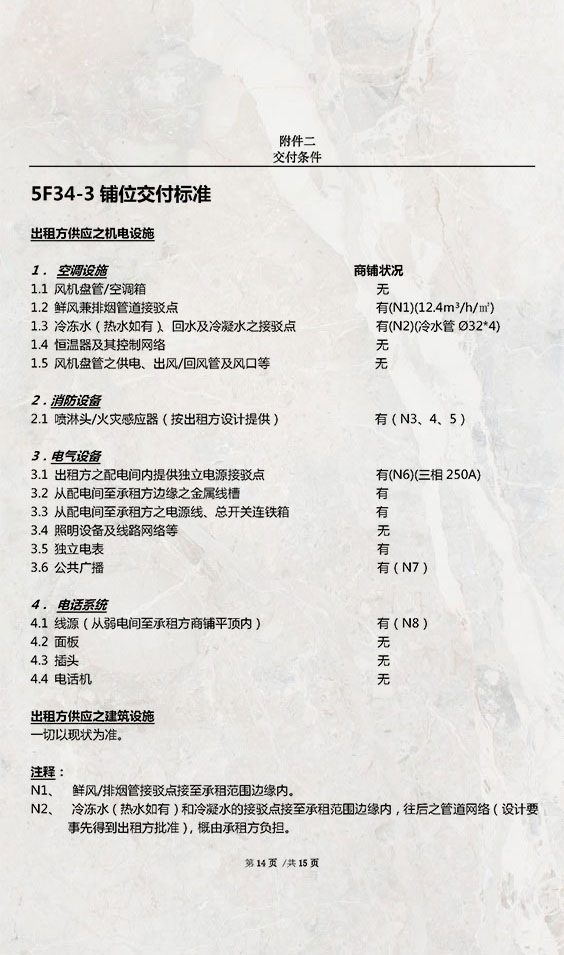 附件二
交付条件
5F34-3 铺位交付标准
出租方供应之机电设施
1. 空调设施 商铺状况
1.1 风机盘管/空调箱 无
1.2 鲜风兼排烟管道接驳点 有(N1)(12.4m³/h/㎡)
1.3 冷冻水（热水如有）、回水及冷凝水之接驳点 有(N2)(冷水管 Ø32*4)
1.4 恒温器及其控制网络 无
1.5 风机盘管之供电、出风/回风管及风口等 无
2.消防设备
2.1 喷淋头/火灾感应器（按出租方设计提供） 有（N3、4、5）
3.电气设备
3.1 出租方之配电间内提供独立电源接驳点 有(N6)(三相 250A)
3.2 从配电间至承租方边缘之金属线槽 有
3.3 从配电间至承租方之电源线、总开关连铁箱 有
3.4 照明设备及线路网络等 无
3.5 独立电表 有
3.6 公共广播 有（N7）
4. 电话系统
4.1 线源（从弱电间至承租方商铺平顶内） 有（N8）
4.2 面板 无
4.3 插头 无
4.4 电话机 无
出租方供应之建筑设施
一切以现状为准。
注释：
N1、 鲜风/排烟管接驳点接至承租范围边缘内。
N2、 冷冻水（热水如有）和冷凝水的接驳点接至承租范围边缘内，往后之管道网络（设计要
事先得到出租方批准），概由承租方负担。
第 14 页 /共 15 页